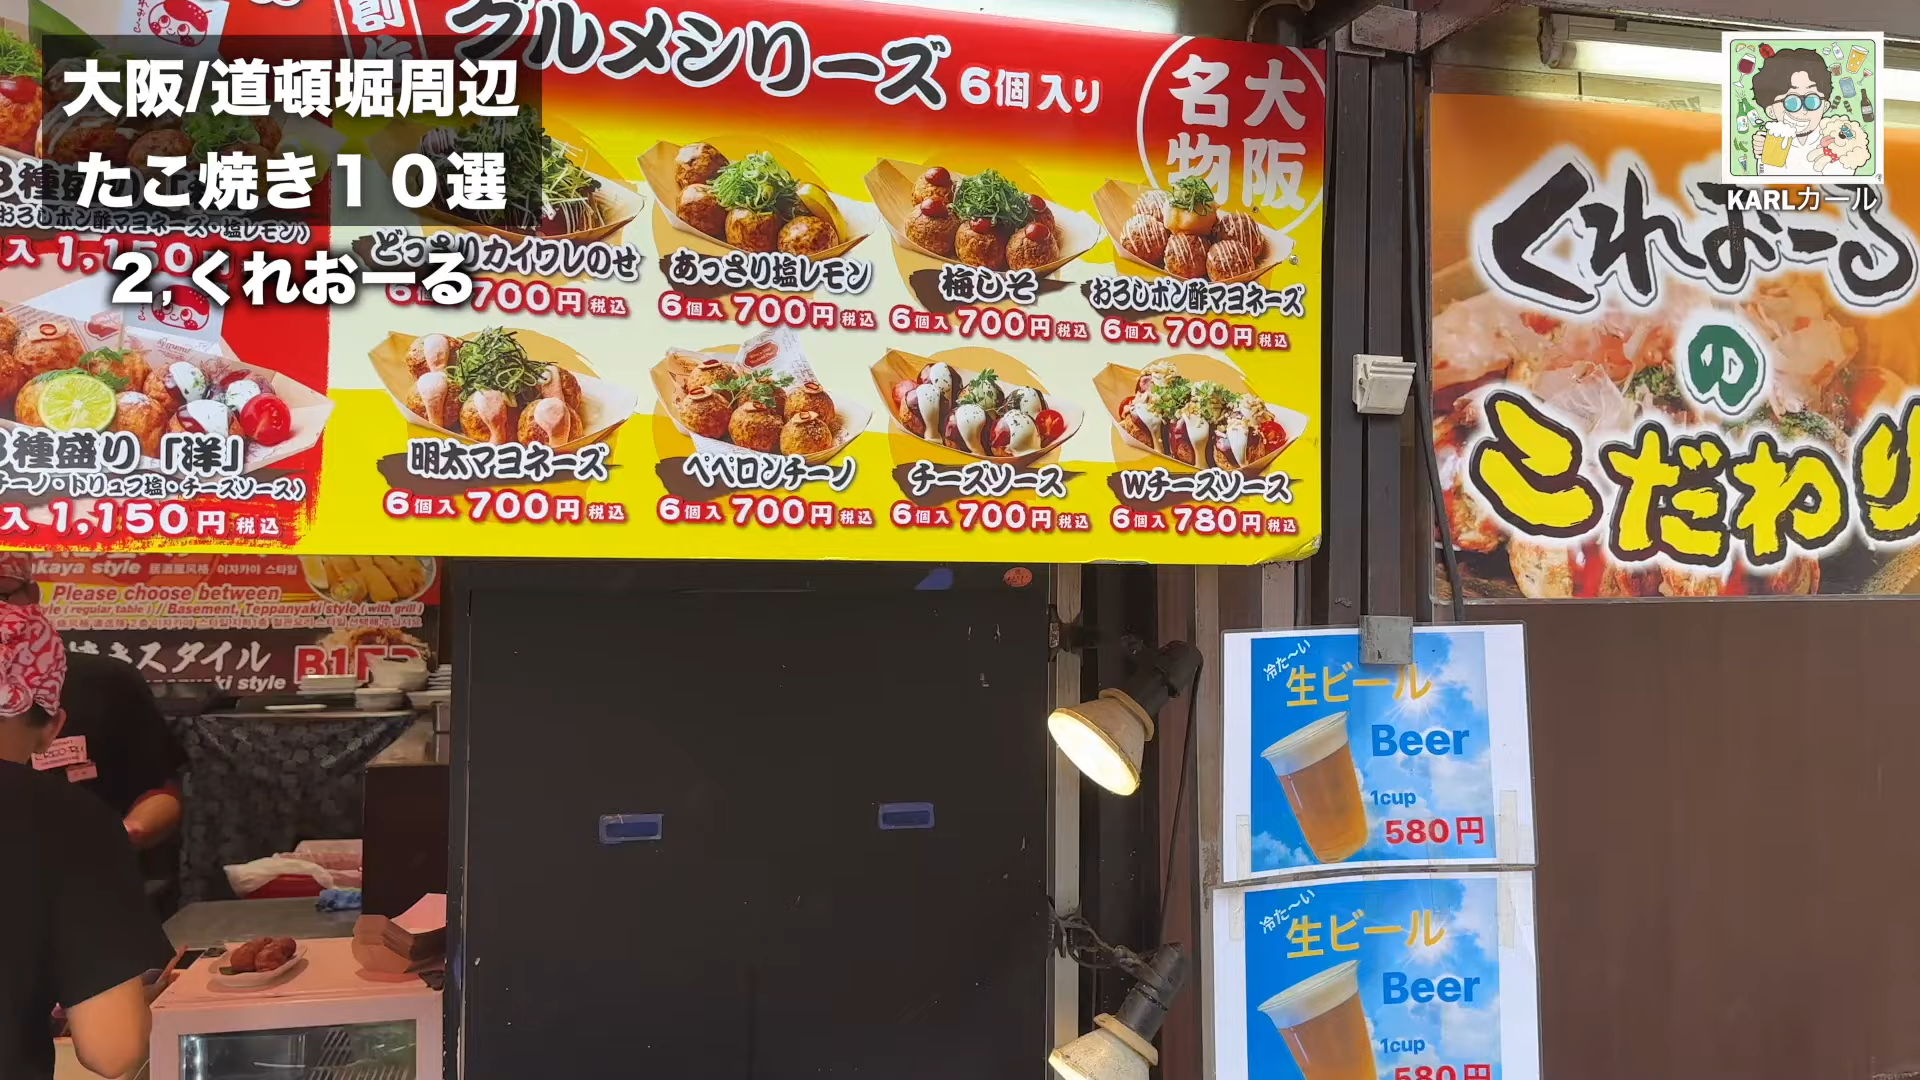 大阪/道頓堀周辺
たこ焼き１０選
2,くれおーる
KARLカール
グルメシリーズ 6個入り
大阪名物
どっさりカイワレのせ
6個 700円税込
あっさり塩レモン
6個入 700円税込
梅しそ
6個入 700円税込
おろしポン酢マヨネーズ
6個入 700円税込
明太マヨネーズ
6個入 700円税込
ペペロンチーノ
6個入 700円税込
チーズソース
6個入 700円税込
Wチーズソース
6個入 780円税込
おろしポン酢マヨネーズ・塩レモン)
入 1,150
3種盛り「洋」
チーノ・トリュフ塩・チーズソース)
入 1,150円税込
くれおーる
の
こだわり
akaya style 居酒屋风格 이자카야 스타일
Please choose between
yle ( regular table ) / Basement, Teppanyaki style ( with grill )
スタイル
ki style
冷た〜い
生ビール
Beer
1cup
580円
冷た〜い
生ビール
Beer
1cup
580円